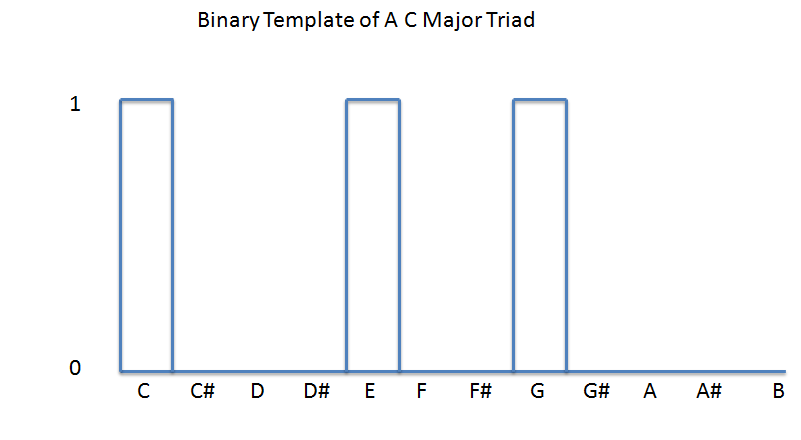 Binary Template of A C Major Triad
1
0
C C# D D# E F F# G G# A A# B